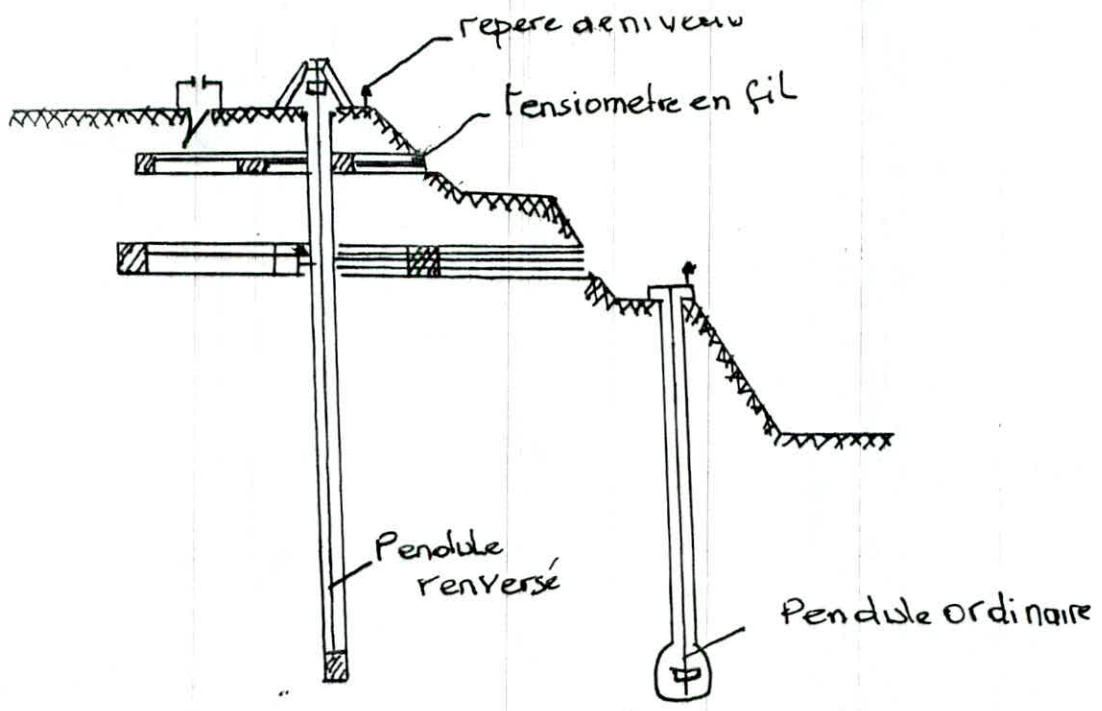 repere de niveau
tensiometre en fil
Pendule
renversé
Pendule ordinaire